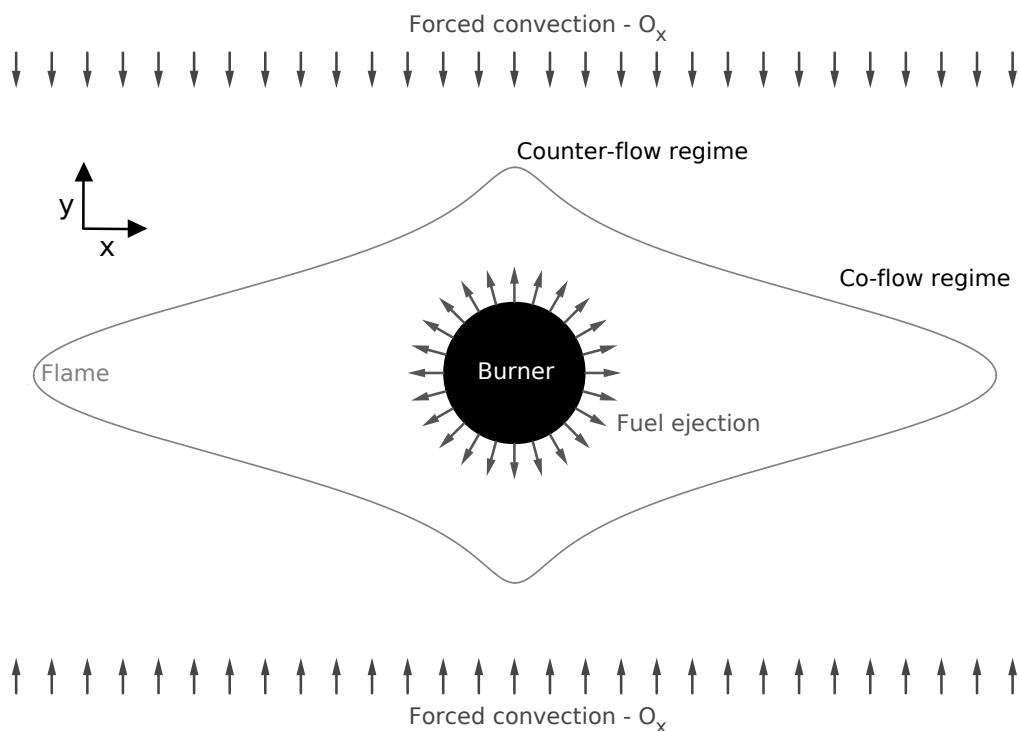 Forced convection - Ox
Counter-flow regime
y
x
Co-flow regime
Flame
Burner
Fuel ejection
Forced convection - Ox